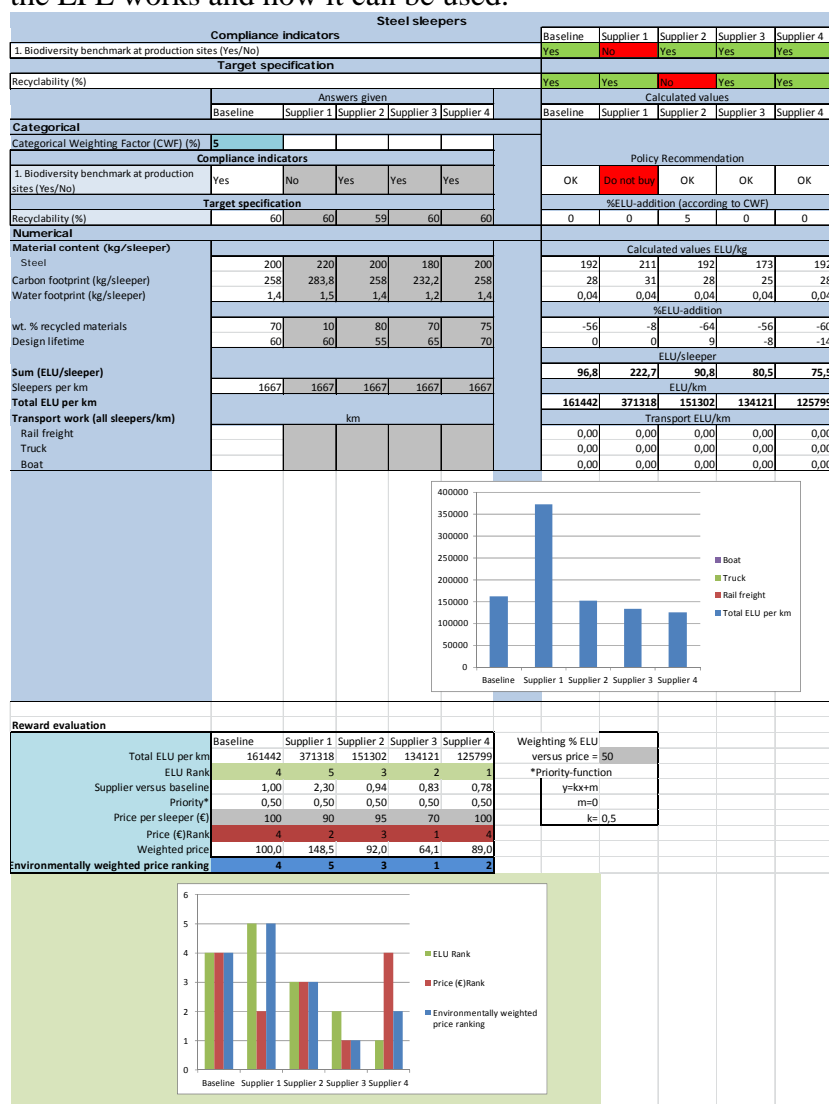 the EPE works and how it can be used.
Steel sleepers
Compliance indicators Baseline Supplier 1 Supplier 2 Supplier 3 Supplier 4
1. Biodiversity benchmark at production sites (Yes/No) Yes No Yes Yes Yes
Target specification
Recyclability (%) Yes Yes No Yes Yes
Answers given Calculated values
Baseline Supplier 1 Supplier 2 Supplier 3 Supplier 4 Baseline Supplier 1 Supplier 2 Supplier 3 Supplier 4
Categorical
Categorical Weighting Factor (CWF) (%) 5
Compliance indicators Policy Recommendation
1. Biodiversity benchmark at production
sites (Yes/No) Yes No Yes Yes Yes OK Do not buy OK OK OK
Target specification %ELU-addition (according to CWF)
Recyclability (%) 60 60 59 60 60 0 0 5 0 0
Numerical
Material content (kg/sleeper) Calculated values ELU/kg
Steel 200 220 200 180 200 192 211 192 173 192
Carbon footprint (kg/sleeper) 258 283,8 258 232,2 258 28 31 28 25 28
Water footprint (kg/sleeper) 1,4 1,5 1,4 1,2 1,4 0,04 0,04 0,04 0,04 0,04
%ELU-addition
wt. % recycled materials 70 10 80 70 75 -56 -8 -64 -56 -60
Design lifetime 60 60 55 65 70 0 0 9 -8 -14
ELU/sleeper
Sum (ELU/sleeper) 96,8 222,7 90,8 80,5 75,5
Sleepers per km 1667 1667 1667 1667 1667 ELU/km
Total ELU per km 161442 371318 151302 134121 125799
Transport work (all sleepers/km) km Transport ELU/km
Rail freight 0,00 0,00 0,00 0,00 0,00
Truck 0,00 0,00 0,00 0,00 0,00
Boat 0,00 0,00 0,00 0,00 0,00
400000
350000
300000
250000
200000
150000
100000
50000
0
Baseline Supplier 1 Supplier 2 Supplier 3 Supplier 4
Boat
Truck
Rail freight
Total ELU per km
Reward evaluation
Baseline Supplier 1 Supplier 2 Supplier 3 Supplier 4 Weighting % ELU
Total ELU per km 161442 371318 151302 134121 125799 versus price = 50
ELU Rank 4 5 3 2 1 *Priority-function
Supplier versus baseline 1,00 2,30 0,94 0,83 0,78 y=kx+m
Priority* 0,50 0,50 0,50 0,50 0,50 m=0
Price per sleeper (€) 100 90 95 70 100 k= 0,5
Price (€)Rank 4 2 3 1 4
Weighted price 100,0 148,5 92,0 64,1 89,0
Environmentally weighted price ranking 4 5 3 1 2
6
5
4
3
2
1
0
Baseline Supplier 1 Supplier 2 Supplier 3 Supplier 4
ELU Rank
Price (€)Rank
Environmentally weighted
price ranking